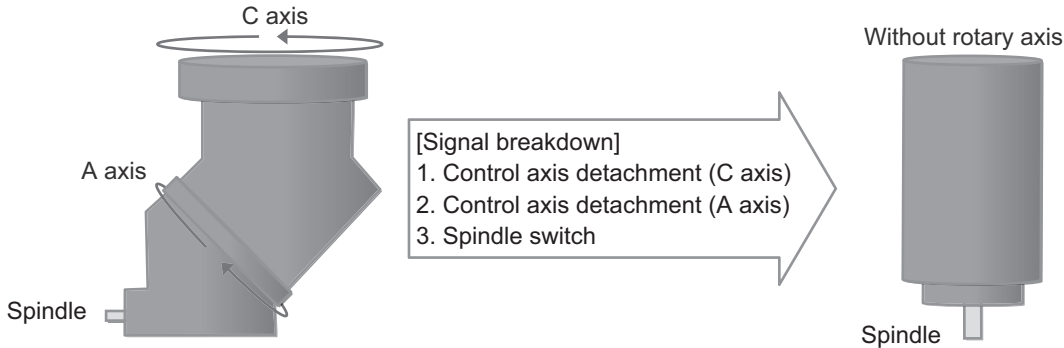 C axis
A axis
Spindle
[Signal breakdown]
1. Control axis detachment (C axis)
2. Control axis detachment (A axis)
3. Spindle switch
Without rotary axis
Spindle